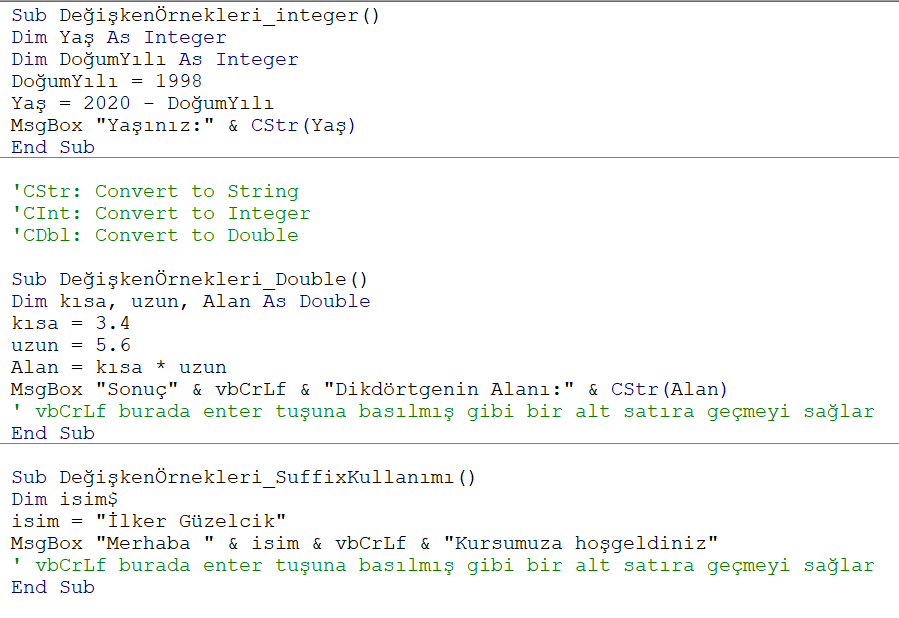 Sub DeğişkenÖrnekleri_integer()
Dim Yaş As Integer
Dim DoğumYılı As Integer
DoğumYılı = 1998
Yaş = 2020 - DoğumYılı
MsgBox "Yaşınız:" & CStr(Yaş)
End Sub
'CStr: Convert to String
'CInt: Convert to Integer
'CDbl: Convert to Double
Sub DeğişkenÖrnekleri_Double()
Dim kısa, uzun, Alan As Double
kısa = 3.4
uzun = 5.6
Alan = kısa * uzun
MsgBox "Sonuç" & vbCrLf & "Dikdörtgenin Alanı:" & CStr(Alan)
' vbCrLf burada enter tuşuna basılmış gibi bir alt satıra geçmeyi sağlar
End Sub
Sub DeğişkenÖrnekleri_SuffixKullanımı()
Dim isim$
isim = "İlker Güzelcik"
MsgBox "Merhaba " & isim & vbCrLf & "Kursumuza hoşgeldiniz"
' vbCrLf burada enter tuşuna basılmış gibi bir alt satıra geçmeyi sağlar
End Sub